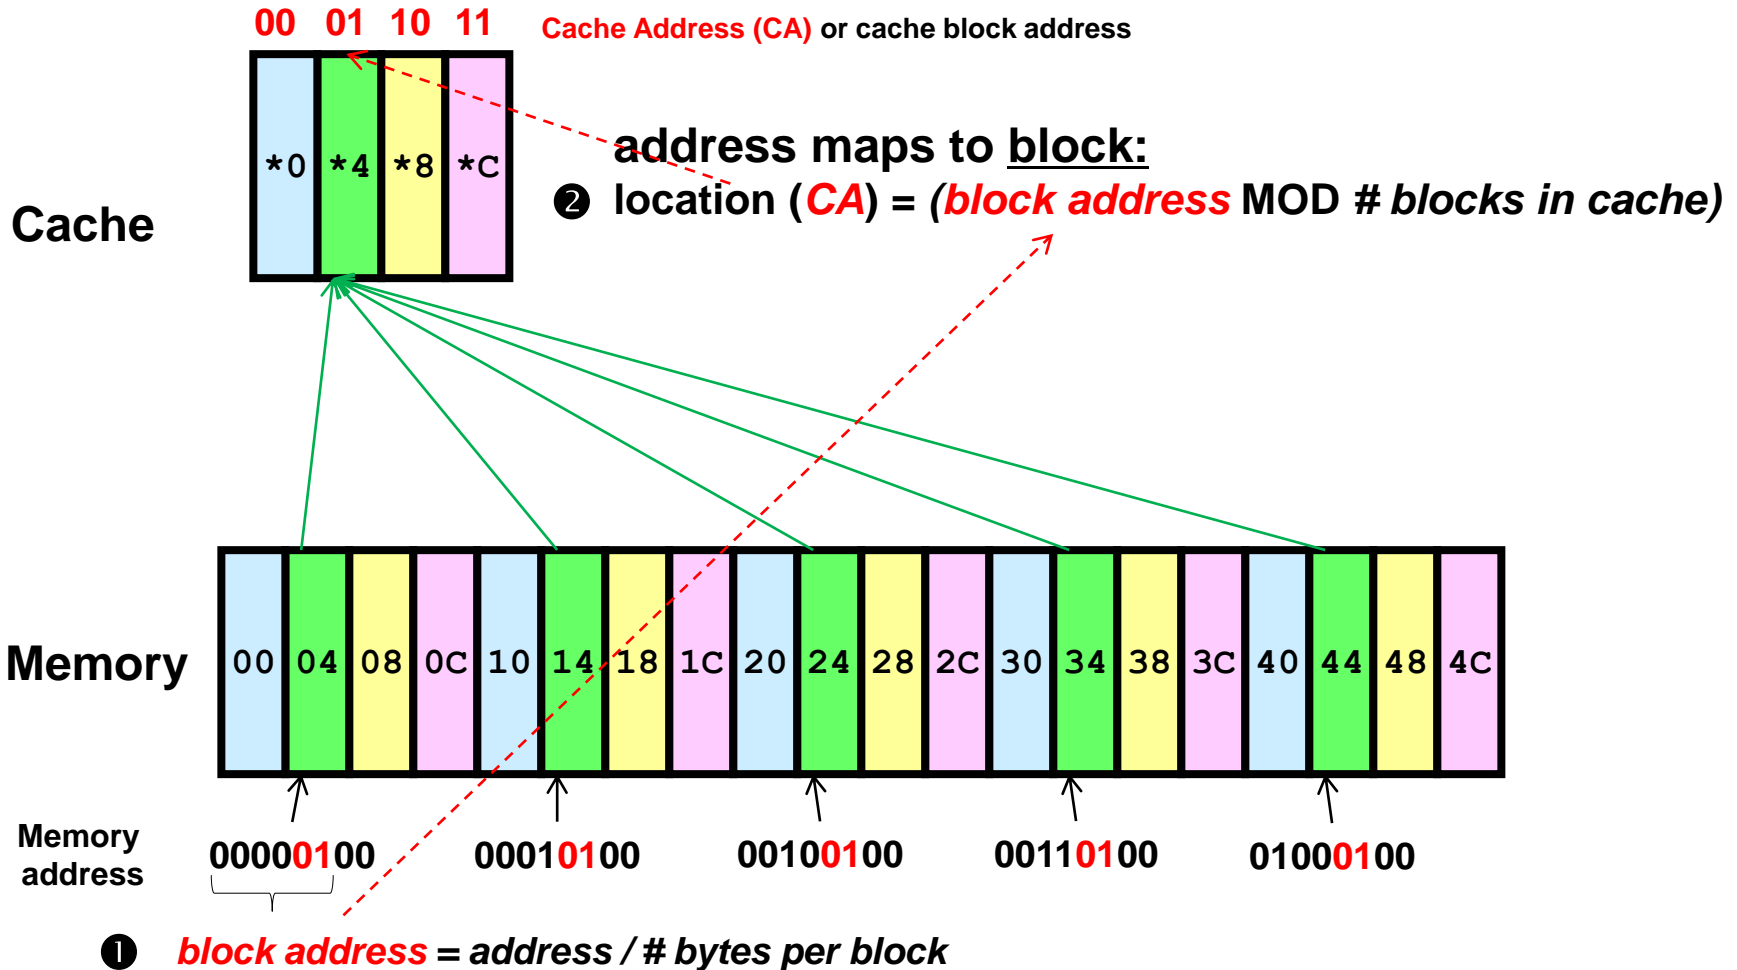 00 01 10 11 Cache Address (CA) or cache block address
*0 *4 *8 *C
address maps to block:
❷ location (CA) = (block address MOD # blocks in cache)
Cache
Memory
00 04 08 0C 10 14 18 1C 20 24 28 2C 30 34 38 3C 40 44 48 4C
Memory
address
00000100 00010100 00100100 00110100 01000100
❶ block address = address / # bytes per block